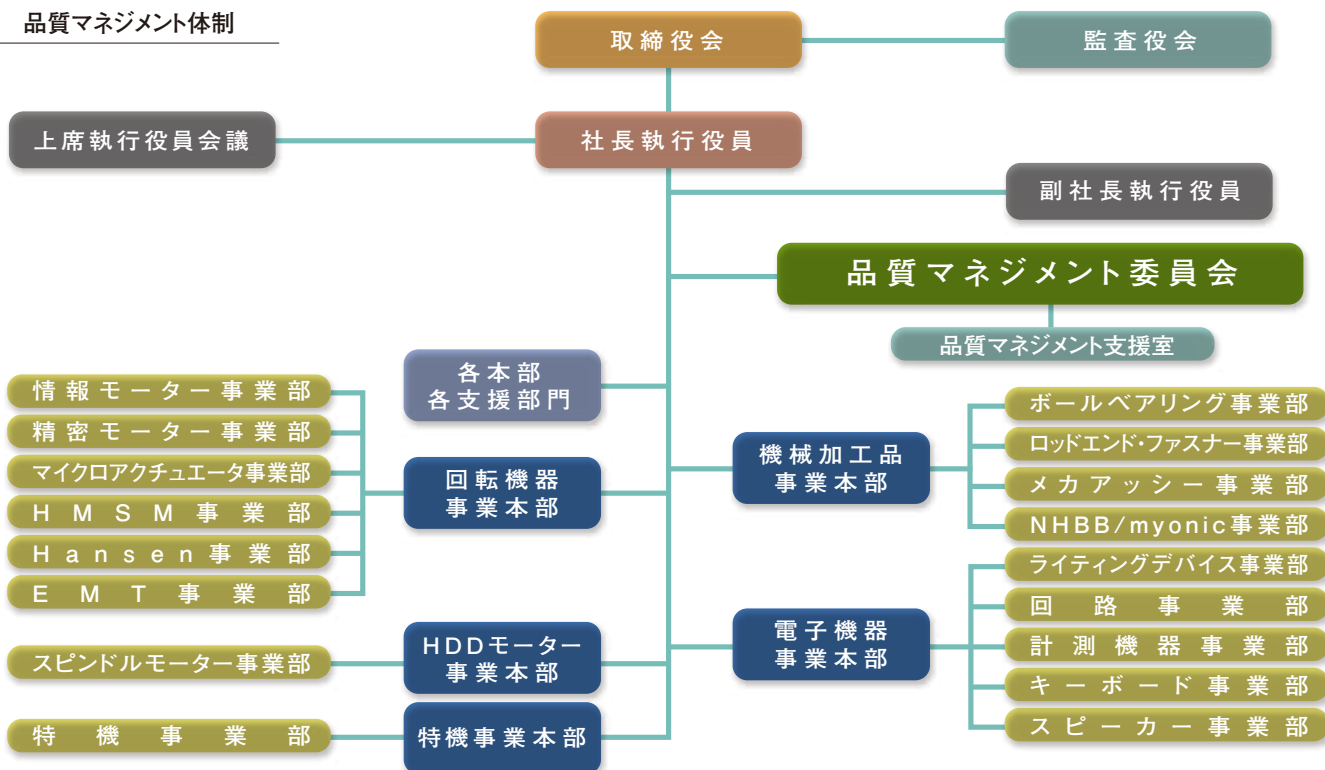 品質マネジメント体制
取締役会
監査役会
上席執行役員会議
社長執行役員
副社長執行役員
品質マネジメント委員会
品質マネジメント支援室
各本部
各支援部門
情報モーター事業部
精密モーター事業部
マイクロアクチュエータ事業部
HMSM事業部
Hansen事業部
EMT事業部
回転機器
事業本部
スピンドルモーター事業部
HDDモーター
事業本部
特機事業部
特機事業本部
機械加工品
事業本部
ボールベアリング事業部
ロッドエンド・ファスナー事業部
メカアッシー事業部
NHBB/myonic事業部
電子機器
事業本部
ライティングデバイス事業部
回路事業部
計測機器事業部
キーボード事業部
スピーカー事業部